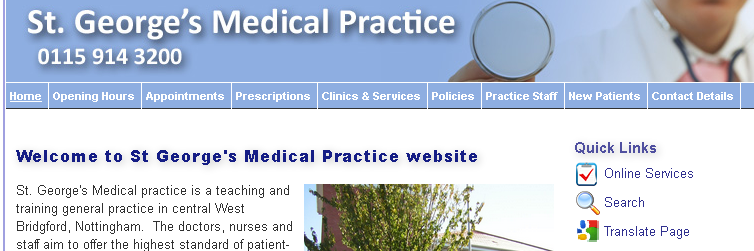 St. George's Medical Practice
0115 914 3200
Home Opening Hours Appointments Prescriptions Clinics & Services Policies Practice Staff New Patients Contact Details
Welcome to St George's Medical Practice website
St. George's Medical practice is a teaching and
training general practice in central West
Bridgford, Nottingham.  The doctors, nurses and
staff aim to offer the highest standard of patient-
Quick Links
Online Services
Search
Translate Page